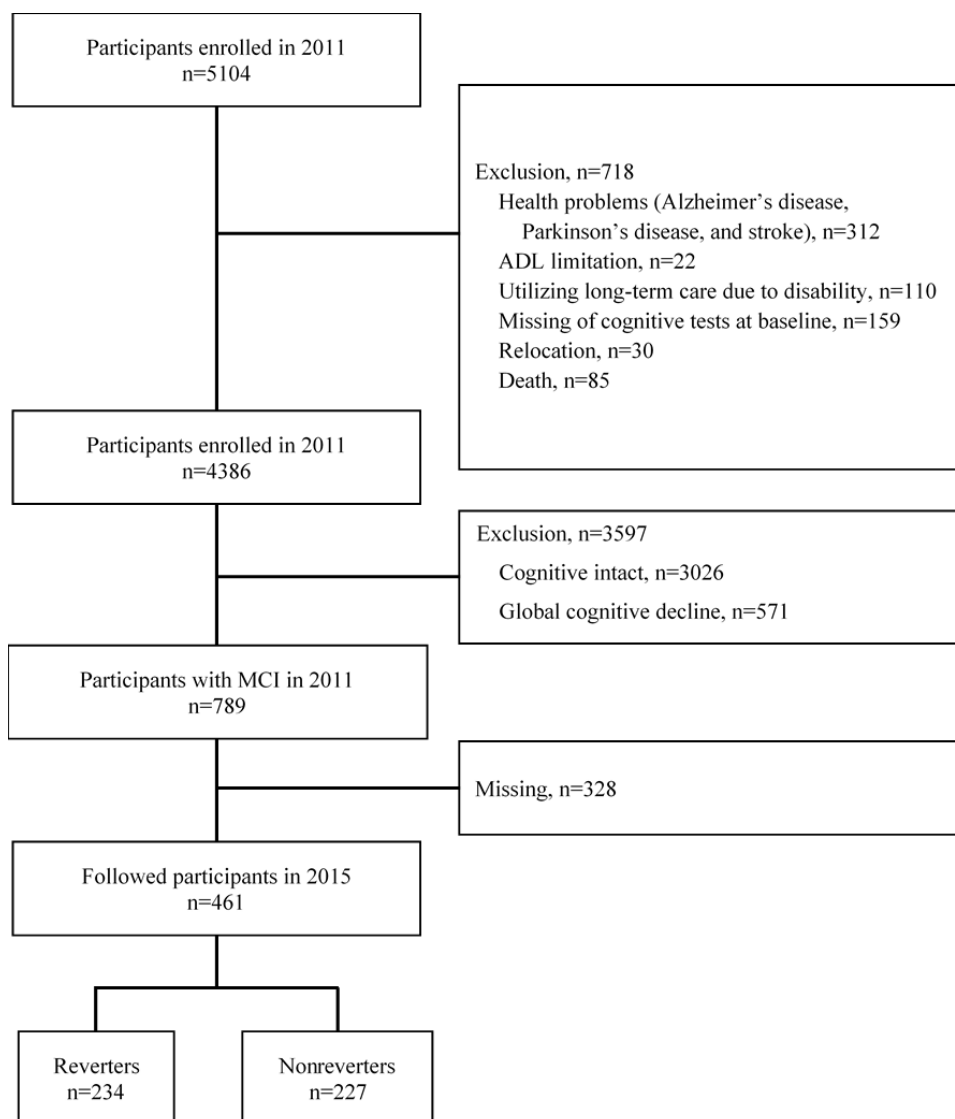 Participants enrolled in 2011
n=5104
Exclusion, n=718
Health problems (Alzheimer’s disease,
Parkinson’s disease, and stroke), n=312
ADL limitation, n=22
Utilizing long-term care due to disability, n=110
Missing of cognitive tests at baseline, n=159
Relocation, n=30
Death, n=85
Participants enrolled in 2011
n=4386
Exclusion, n=3597
Cognitive intact, n=3026
Global cognitive decline, n=571
Participants with MCI in 2011
n=789
Missing, n=328
Followed participants in 2015
n=461
Reverters
n=234
Nonreverters
n=227